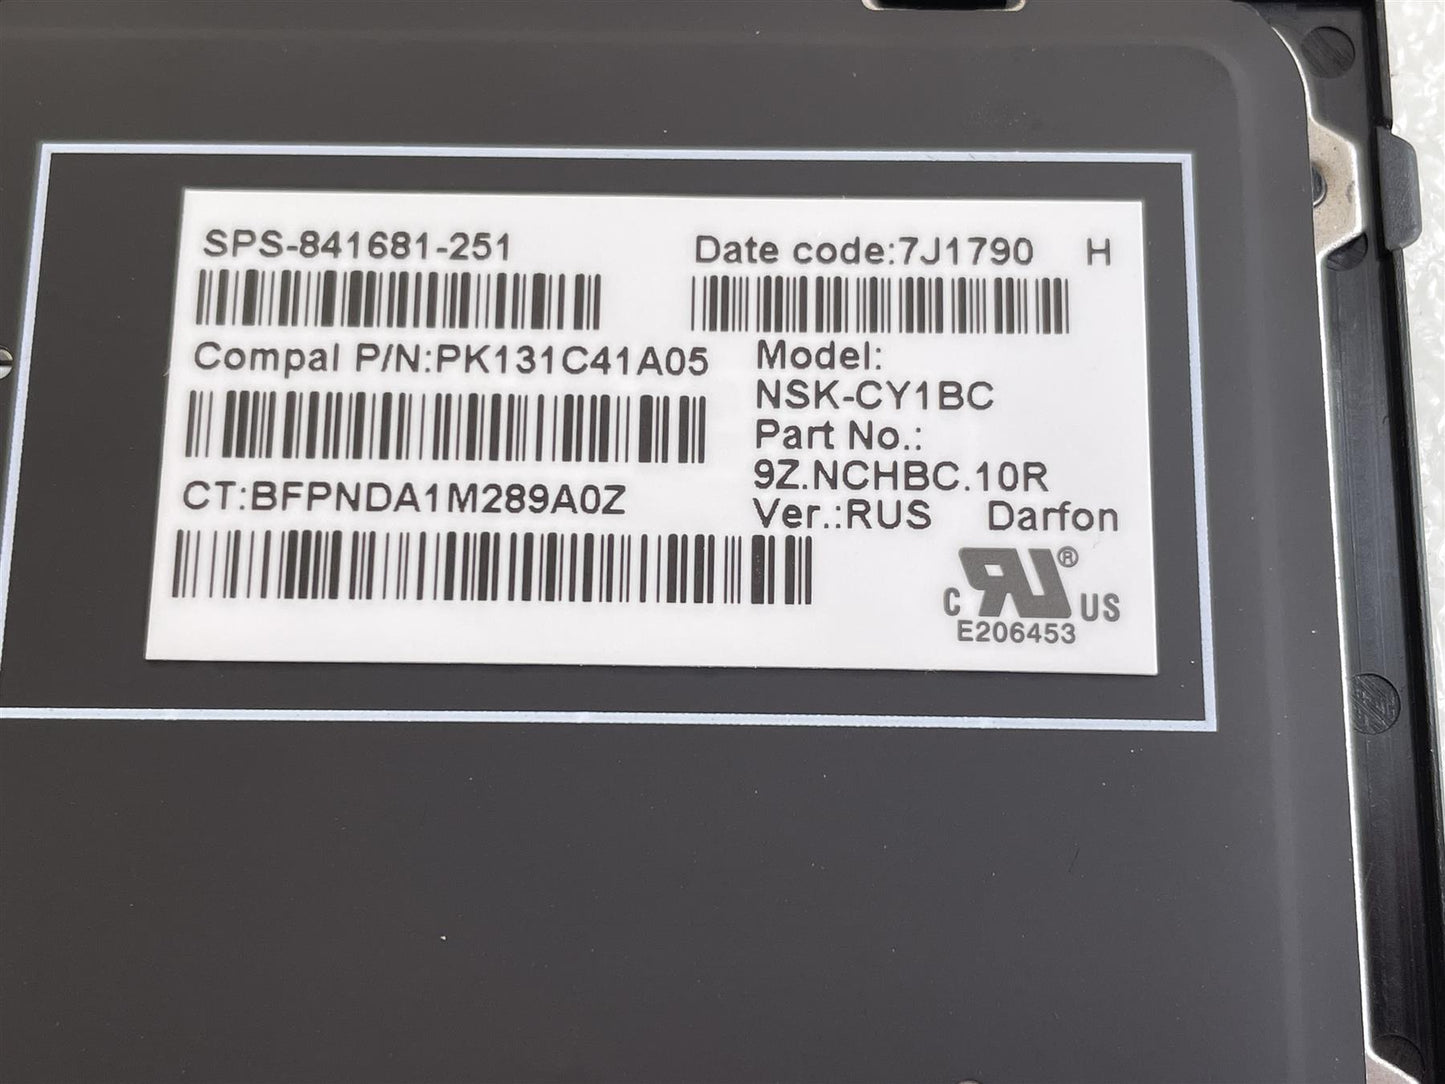 SPS-841681-251
Date code:7J1790 H
Compal P/N:PK131C41A05
Model:
NSK-CY1BC
Part No.:
9Z.NCHBC.10R
CT:BFPNDA1M289A0Z
Ver.:RUS Darfon
C RU® US
E206453